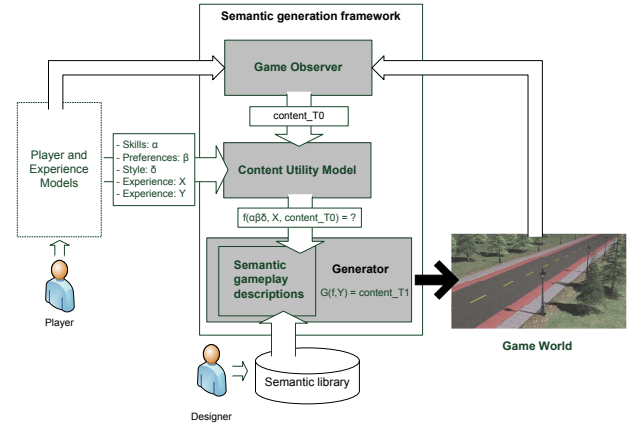 Semantic generation framework
Game Observer
content_T0
Player and
Experience
Models
- Skills: α
- Preferences: β
- Style: δ
- Experience: X
- Experience: Y
Content Utility Model
f(αβδ, X, content_T0) = ?
Semantic
gameplay
descriptions
Generator
G(f,Y) = content_T1
Player
Game World
Semantic library
Designer